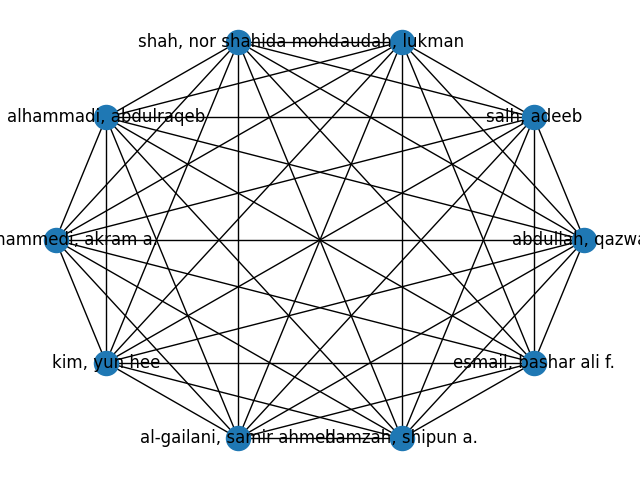 shah, nor shahida mohd
audah, lukman
alhammadi, abdulraqeb
salh, adeeb
hammedi, akram a.
abdullah, qazwa
kim, yun hee
esmail, bashar ali f.
al-gailani, samir ahmed
hamzah, shipun a.